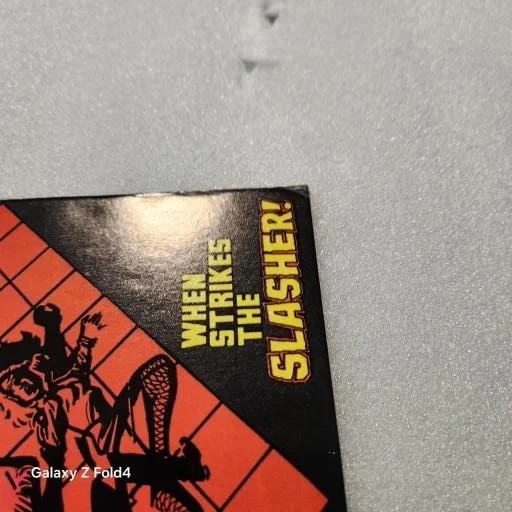 WHEN
STRIKES
THE
SLASHER!
Galaxy Z Fold4